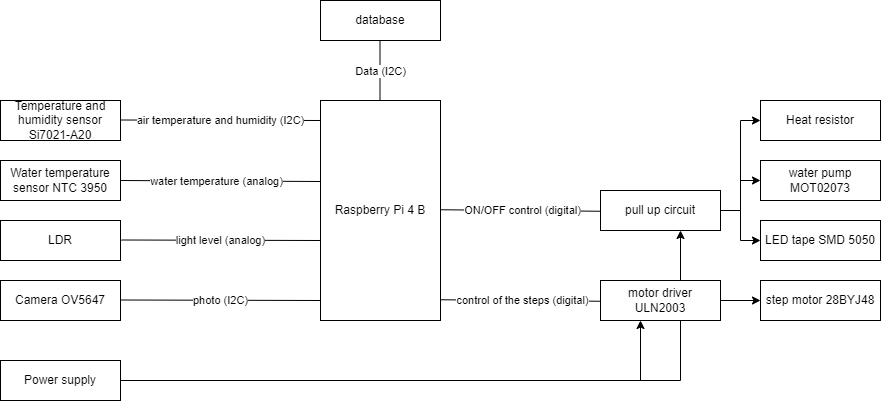 database
Data (I2C)
Temperature and
humidity sensor
Si7021-A20
air temperature and humidity (I2C)
Heat resistor
Water temperature
sensor NTC 3950
water temperature (analog)
water pump
MOT02073
Raspberry Pi 4 B
ON/OFF control (digital)
pull up circuit
LDR
light level (analog)
LED tape SMD 5050
Camera OV5647
photo (I2C)
control of the steps (digital)
motor driver
ULN2003
step motor 28BYJ48
Power supply